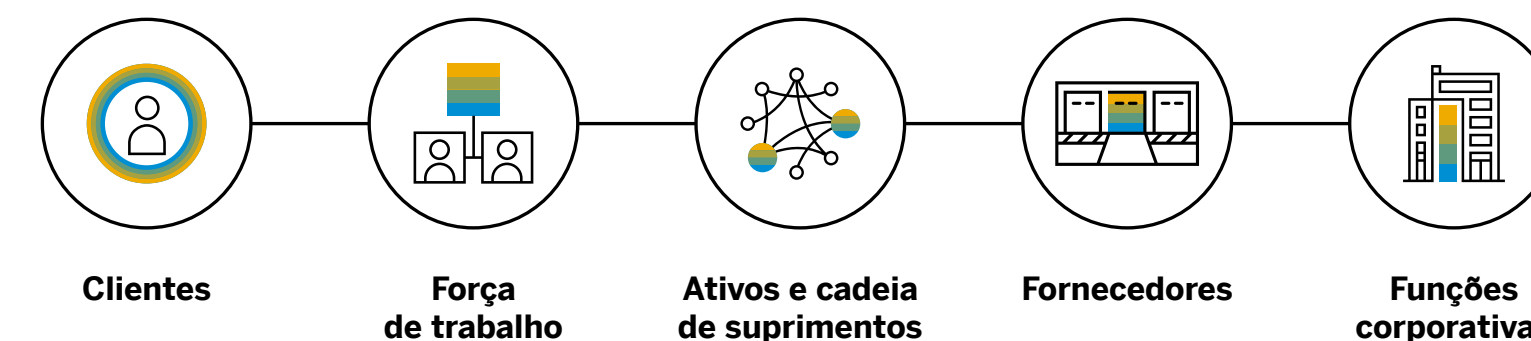 Clientes
Força
de trabalho
Ativos e cadeia
de suprimentos
Fornecedores
Funções
corporativa